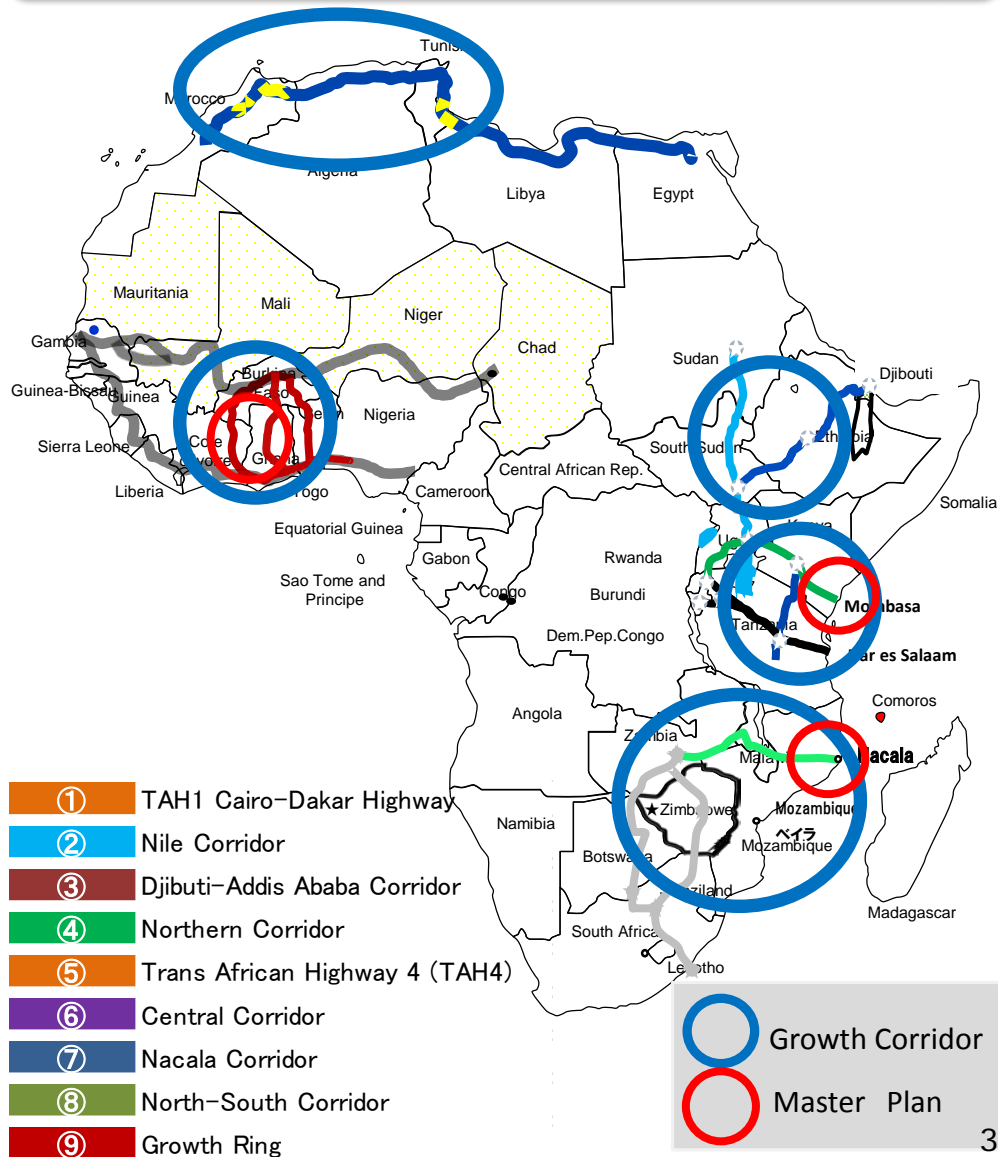 Tunis
Morocco
Algeria
Libya
Egypt
Mauritania
Mali
Niger
Chad
Sudan
Djibouti
Gambia
Guinea-Bissau
Guinea
Burkina
Faso
Benin
Nigeria
Ethiopia
Sierra Leone
Cote
d'Ivoire
Ghana
South Sudan
Central African Rep.
Liberia
Togo
Cameroon
Somalia
Equatorial Guinea
Kenya
Uganda
Gabon
Rwanda
Sao Tome and
Principe
Congo
Burundi
Mombasa
Tanzania
Dem.Pep.Congo
Dar es Salaam
Comoros
Angola
Zambia
Malawi
Nacala
Zimbabwe
Mozambique
ベイラ
Mozambique
Namibia
Botswana
Swaziland
Madagascar
South Africa
Lesotho
① TAH1 Cairo-Dakar Highway
② Nile Corridor
③ Djibuti-Addis Ababa Corridor
④ Northern Corridor
⑤ Trans African Highway 4 (TAH4)
⑥ Central Corridor
⑦ Nacala Corridor
⑧ North-South Corridor
⑨ Growth Ring
Growth Corridor
Master Plan
3